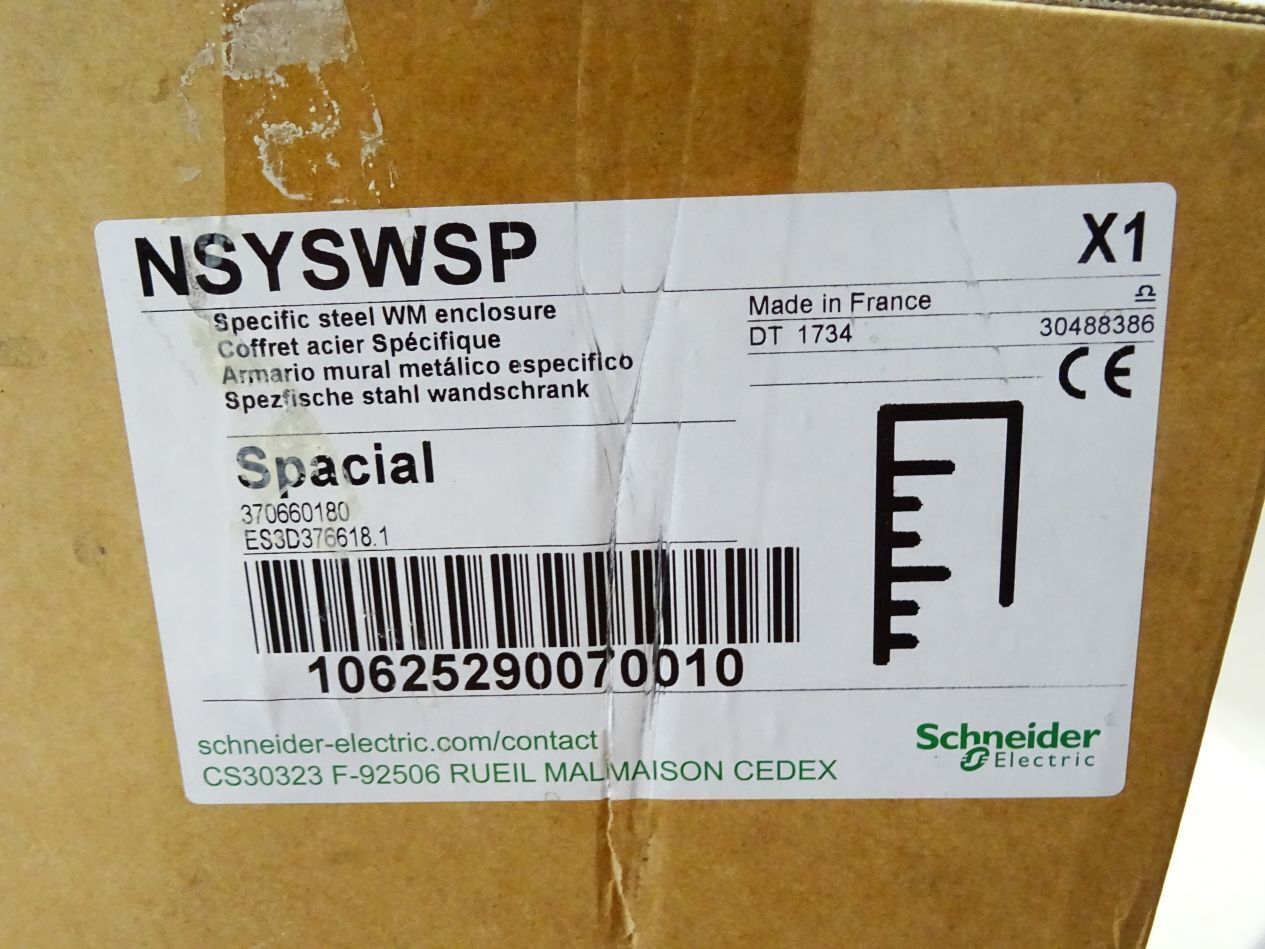 NSYSWSP
X1
Specific steel WM enclosure
Coffret acier Spécifique
Armario mural metálico especifico
Spezfische stahl wandschrank
Made in France
DT 1734
30488386
CE
Spacial
370660180
ES3D376618.1
10625290070010
schneider-electric.com/contact
CS30323 F-92506 RUEIL MALMAISON CEDEX
Schneider
Electric